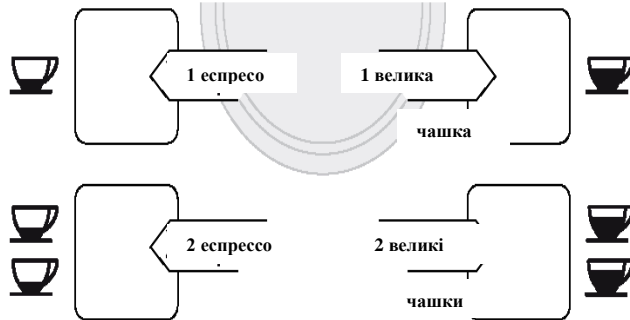 1 еспресо
1 велика
чашка
2 еспрессо
2 великі
чашки